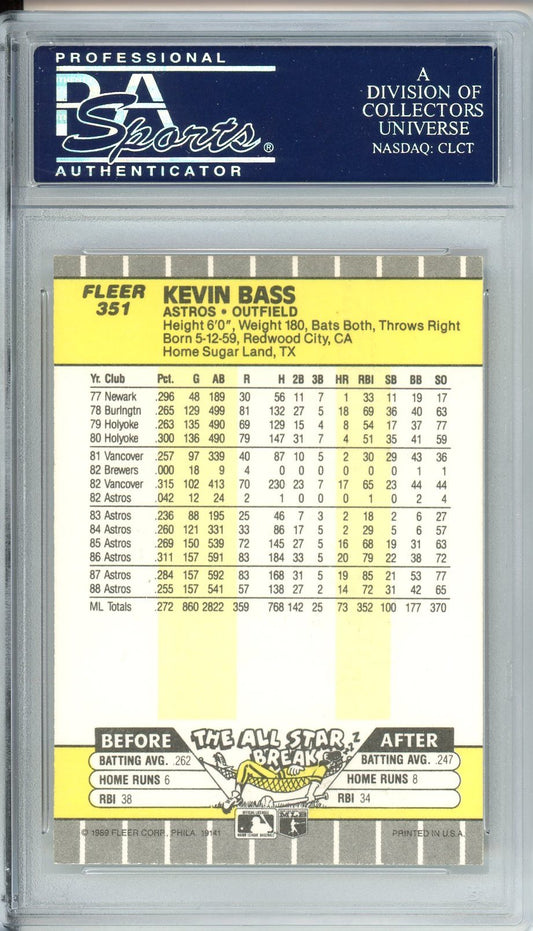 PROFESSIONAL
PSA
Sports®
AUTHENTICATOR
A
DIVISION OF
COLLECTORS
UNIVERSE
NASDAQ: CLCT
FLEER
351
KEVIN BASS
ASTROS • OUTFIELD
Height 6'0", Weight 180, Bats Both, Throws Right
Born 5-12-59, Redwood City, CA
Home Sugar Land, TX
Yr. Club Pct. G AB R H 2B 3B HR RBI SB BB SO
77 Newark .296 48 189 30 56 11 7 1 33 11 19 17
78 Burlngtn .265 129 499 81 132 27 5 18 69 36 40 63
79 Holyoke .263 135 490 69 129 15 4 8 54 17 37 77
80 Holyoke .300 136 490 79 147 31 7 4 51 35 41 59
81 Vancover .257 97 339 40 87 10 5 2 30 29 43 36
82 Brewers .000 18 9 4 0 0 0 0 0 0 1 1
82 Vancover .315 102 413 70 230 23 7 17 65 23 44 44
82 Astros .042 12 24 2 1 0 0 0 1 0 2 4
83 Astros .236 88 195 25 46 7 3 2 18 2 6 27
84 Astros .260 121 331 33 86 17 5 2 29 5 6 57
85 Astros .269 150 539 72 145 27 5 16 68 19 31 63
86 Astros .311 157 591 83 184 33 5 20 79 22 38 72
87 Astros .284 157 592 83 168 31 5 19 85 21 53 77
88 Astros .255 157 541 57 138 27 2 14 72 31 42 65
ML Totals .272 860 2822 359 768 142 25 73 352 100 177 370
BEFORE THE ALL STAR BREAK AFTER
BATTING AVG. .262 BATTING AVG. .247
HOME RUNS 6 HOME RUNS 8
RBI 38 RBI 34
© 1989 FLEER CORP., PHILA. 19141 PRINTED IN U.S.A.